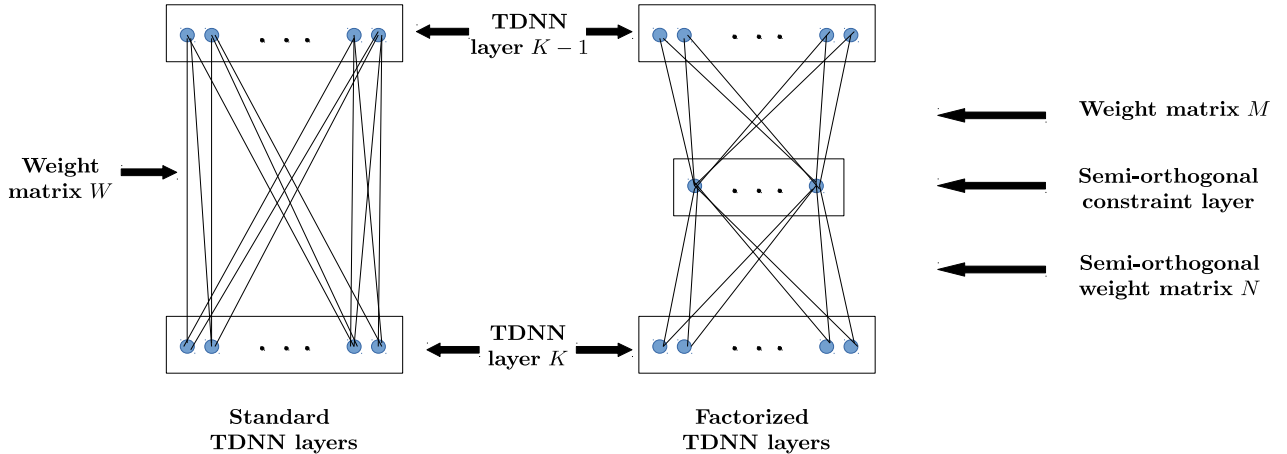 TDNN
layer K − 1
Weight matrix M
Weight
matrix W
Semi-orthogonal
constraint layer
Semi-orthogonal
weight matrix N
TDNN
layer K
Standard
TDNN layers
Factorized
TDNN layers